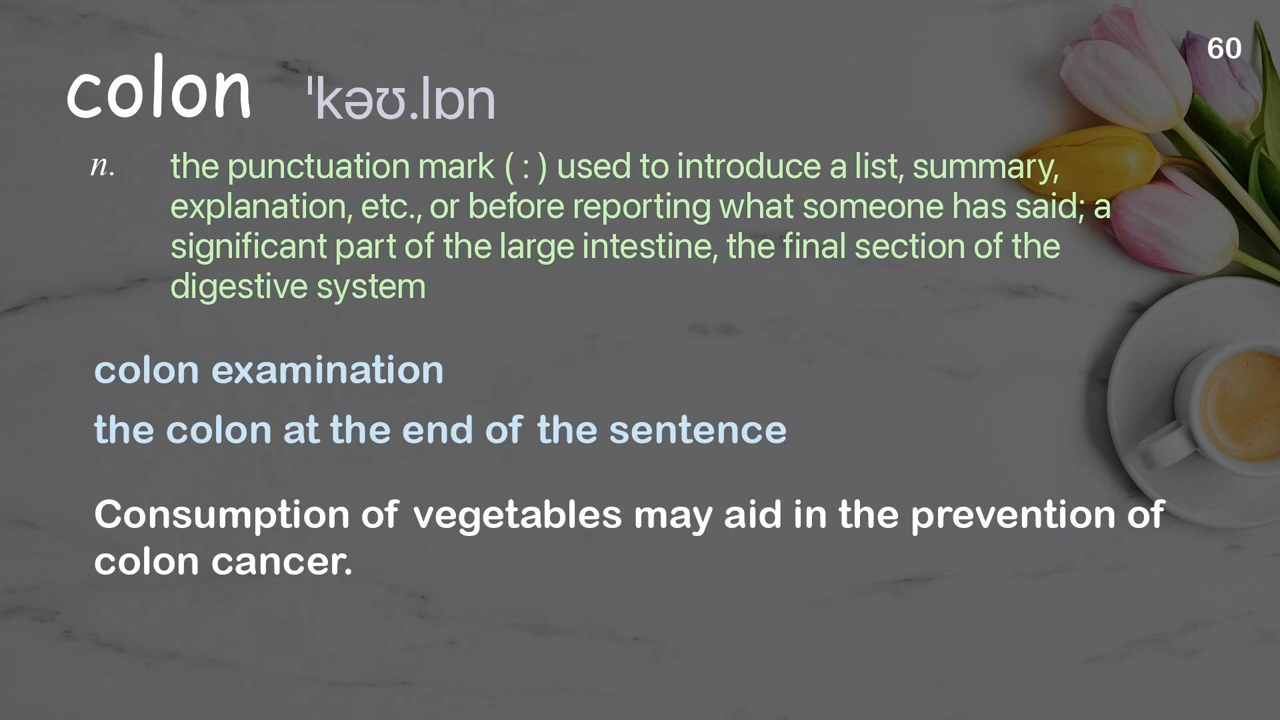 60
colon ˈkəʊ.lɒn
n. the punctuation mark ( : ) used to introduce a list, summary,
explanation, etc., or before reporting what someone has said; a
significant part of the large intestine, the final section of the
digestive system
colon examination
the colon at the end of the sentence
Consumption of vegetables may aid in the prevention of
colon cancer.